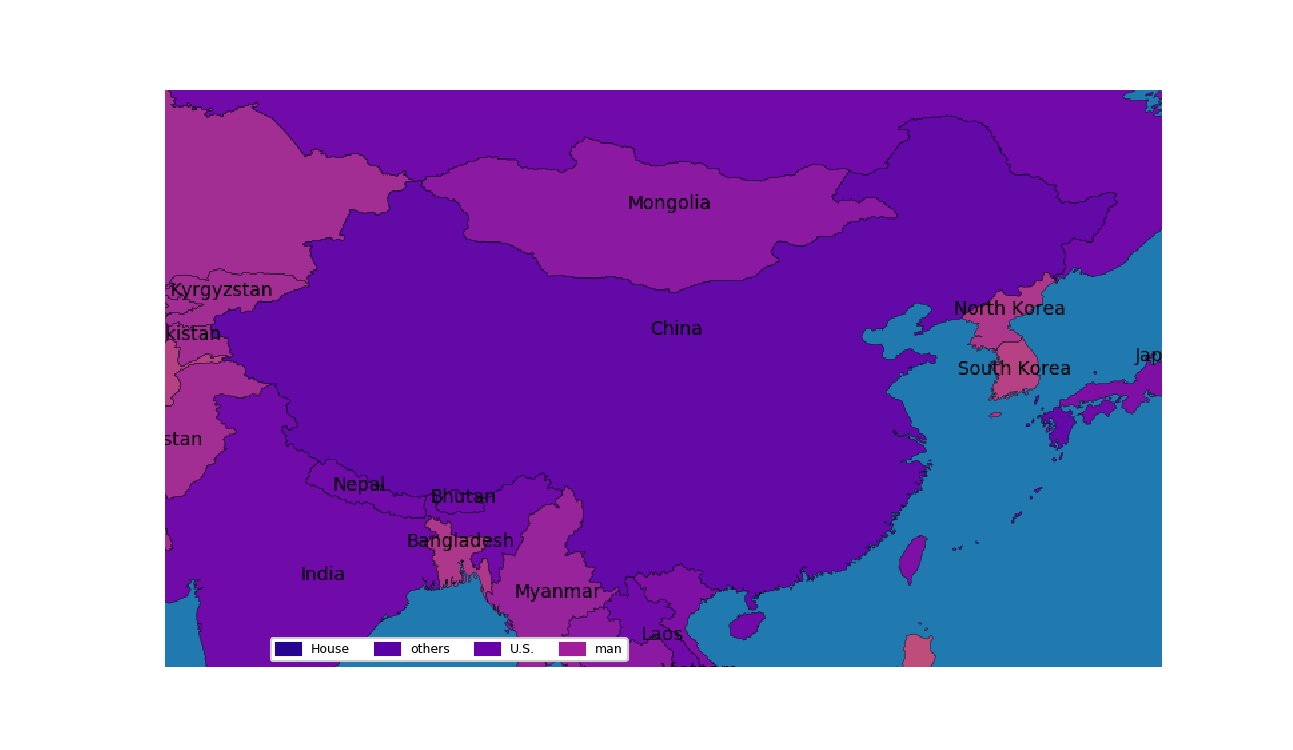 Mongolia
Kyrgyzstan
North Korea
China
kistan
Jap
South Korea
stan
Nepal
Bhutan
Bangladesh
India
Myanmar
Laos
House others U.S. man